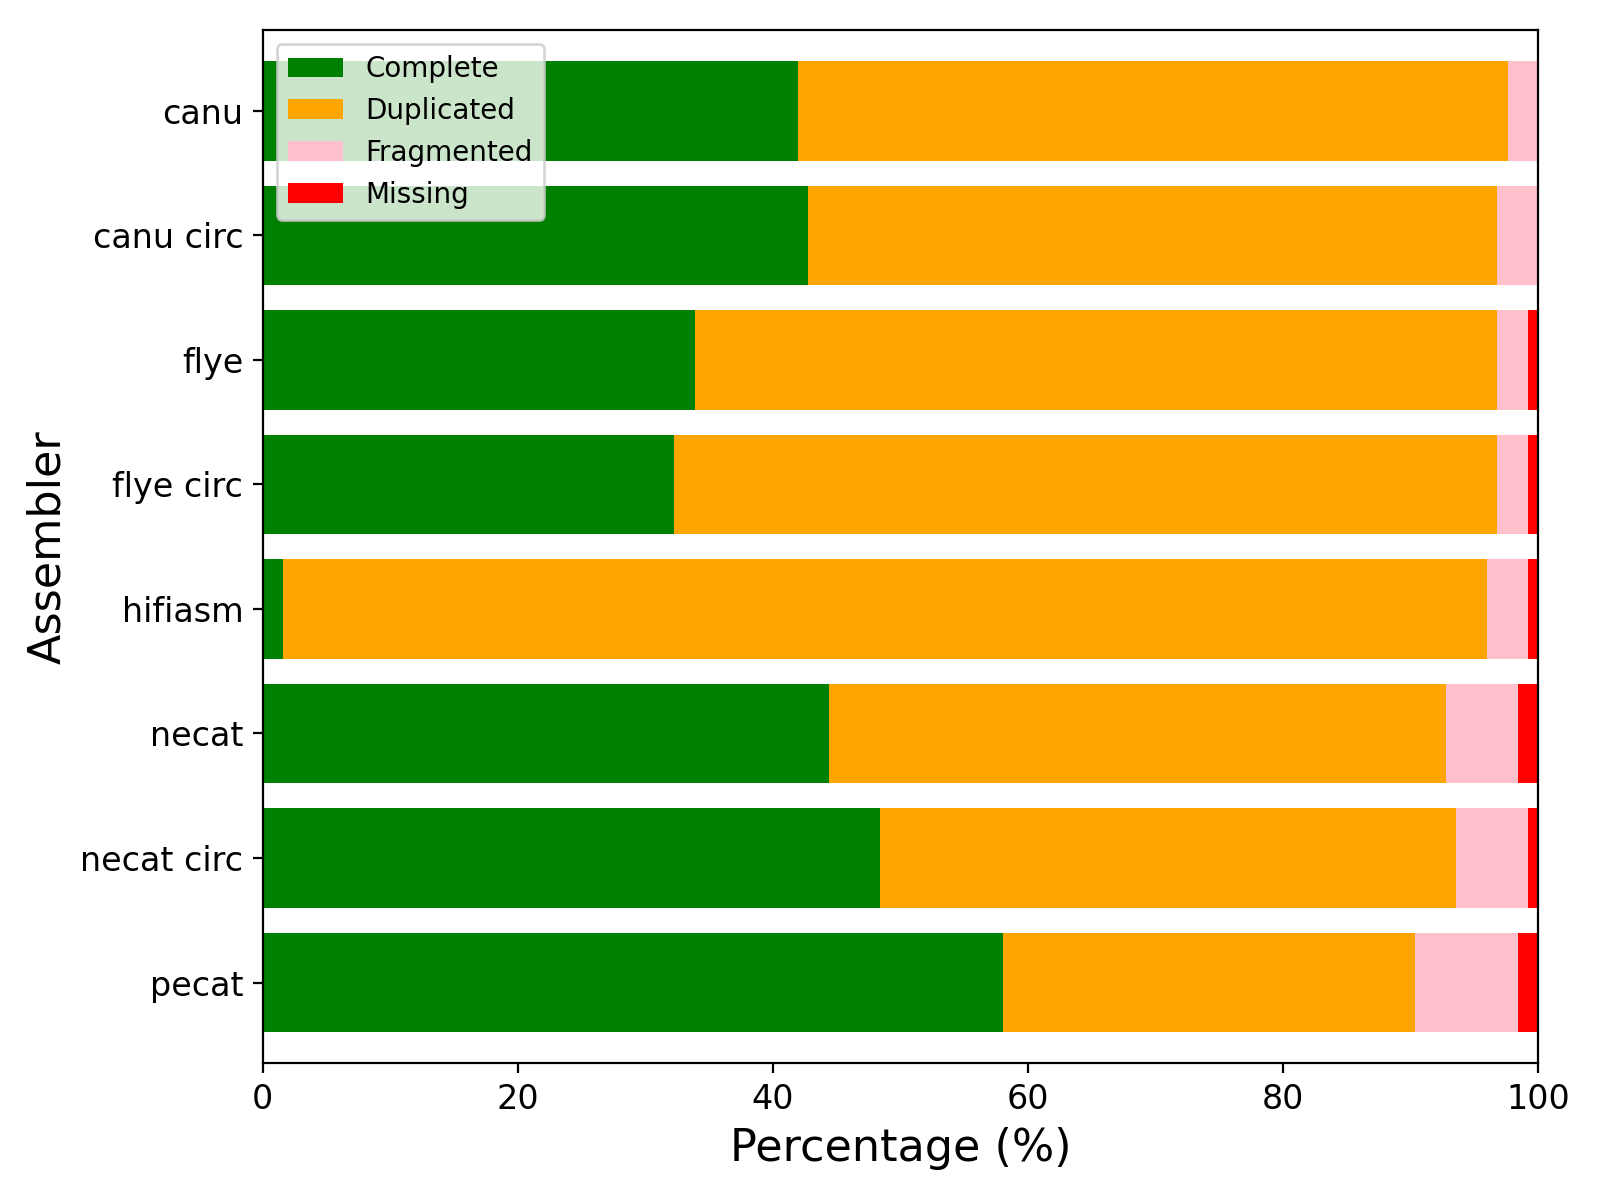 Complete
Duplicated
Fragmented
Missing
canu
canu circ
flye
flye circ
hifiasm
necat
necat circ
pecat
Assembler
0 20 40 60 80 100
Percentage (%)